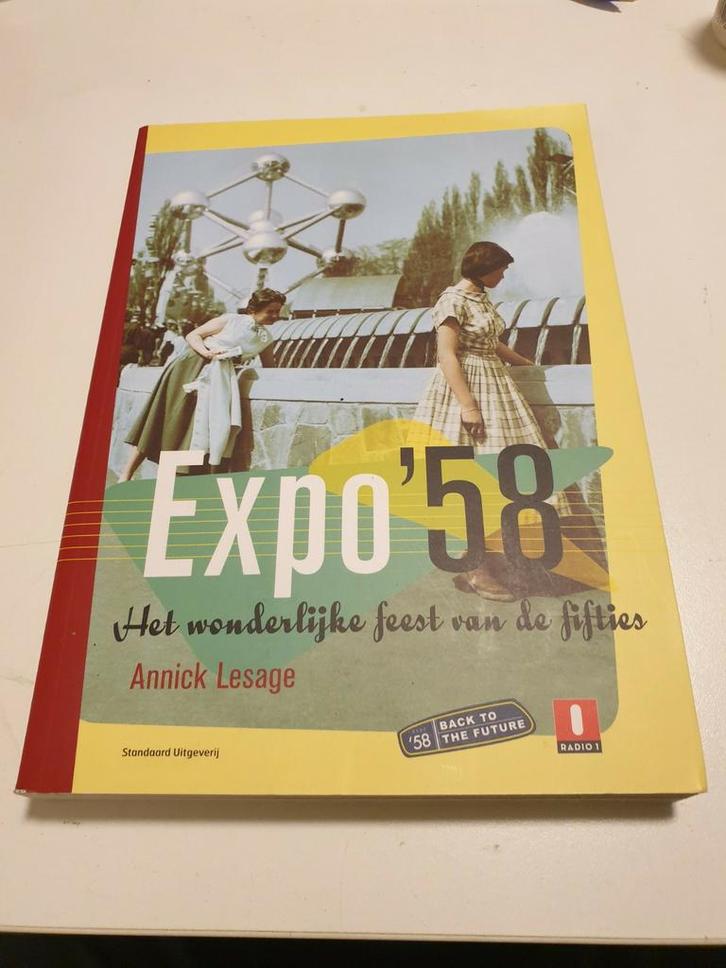 Expo '58
Het wonderlijke feest van de fifties
Annick Lesage
Standaard Uitgeverij
'58
BACK TO
THE FUTURE
RADIO 1